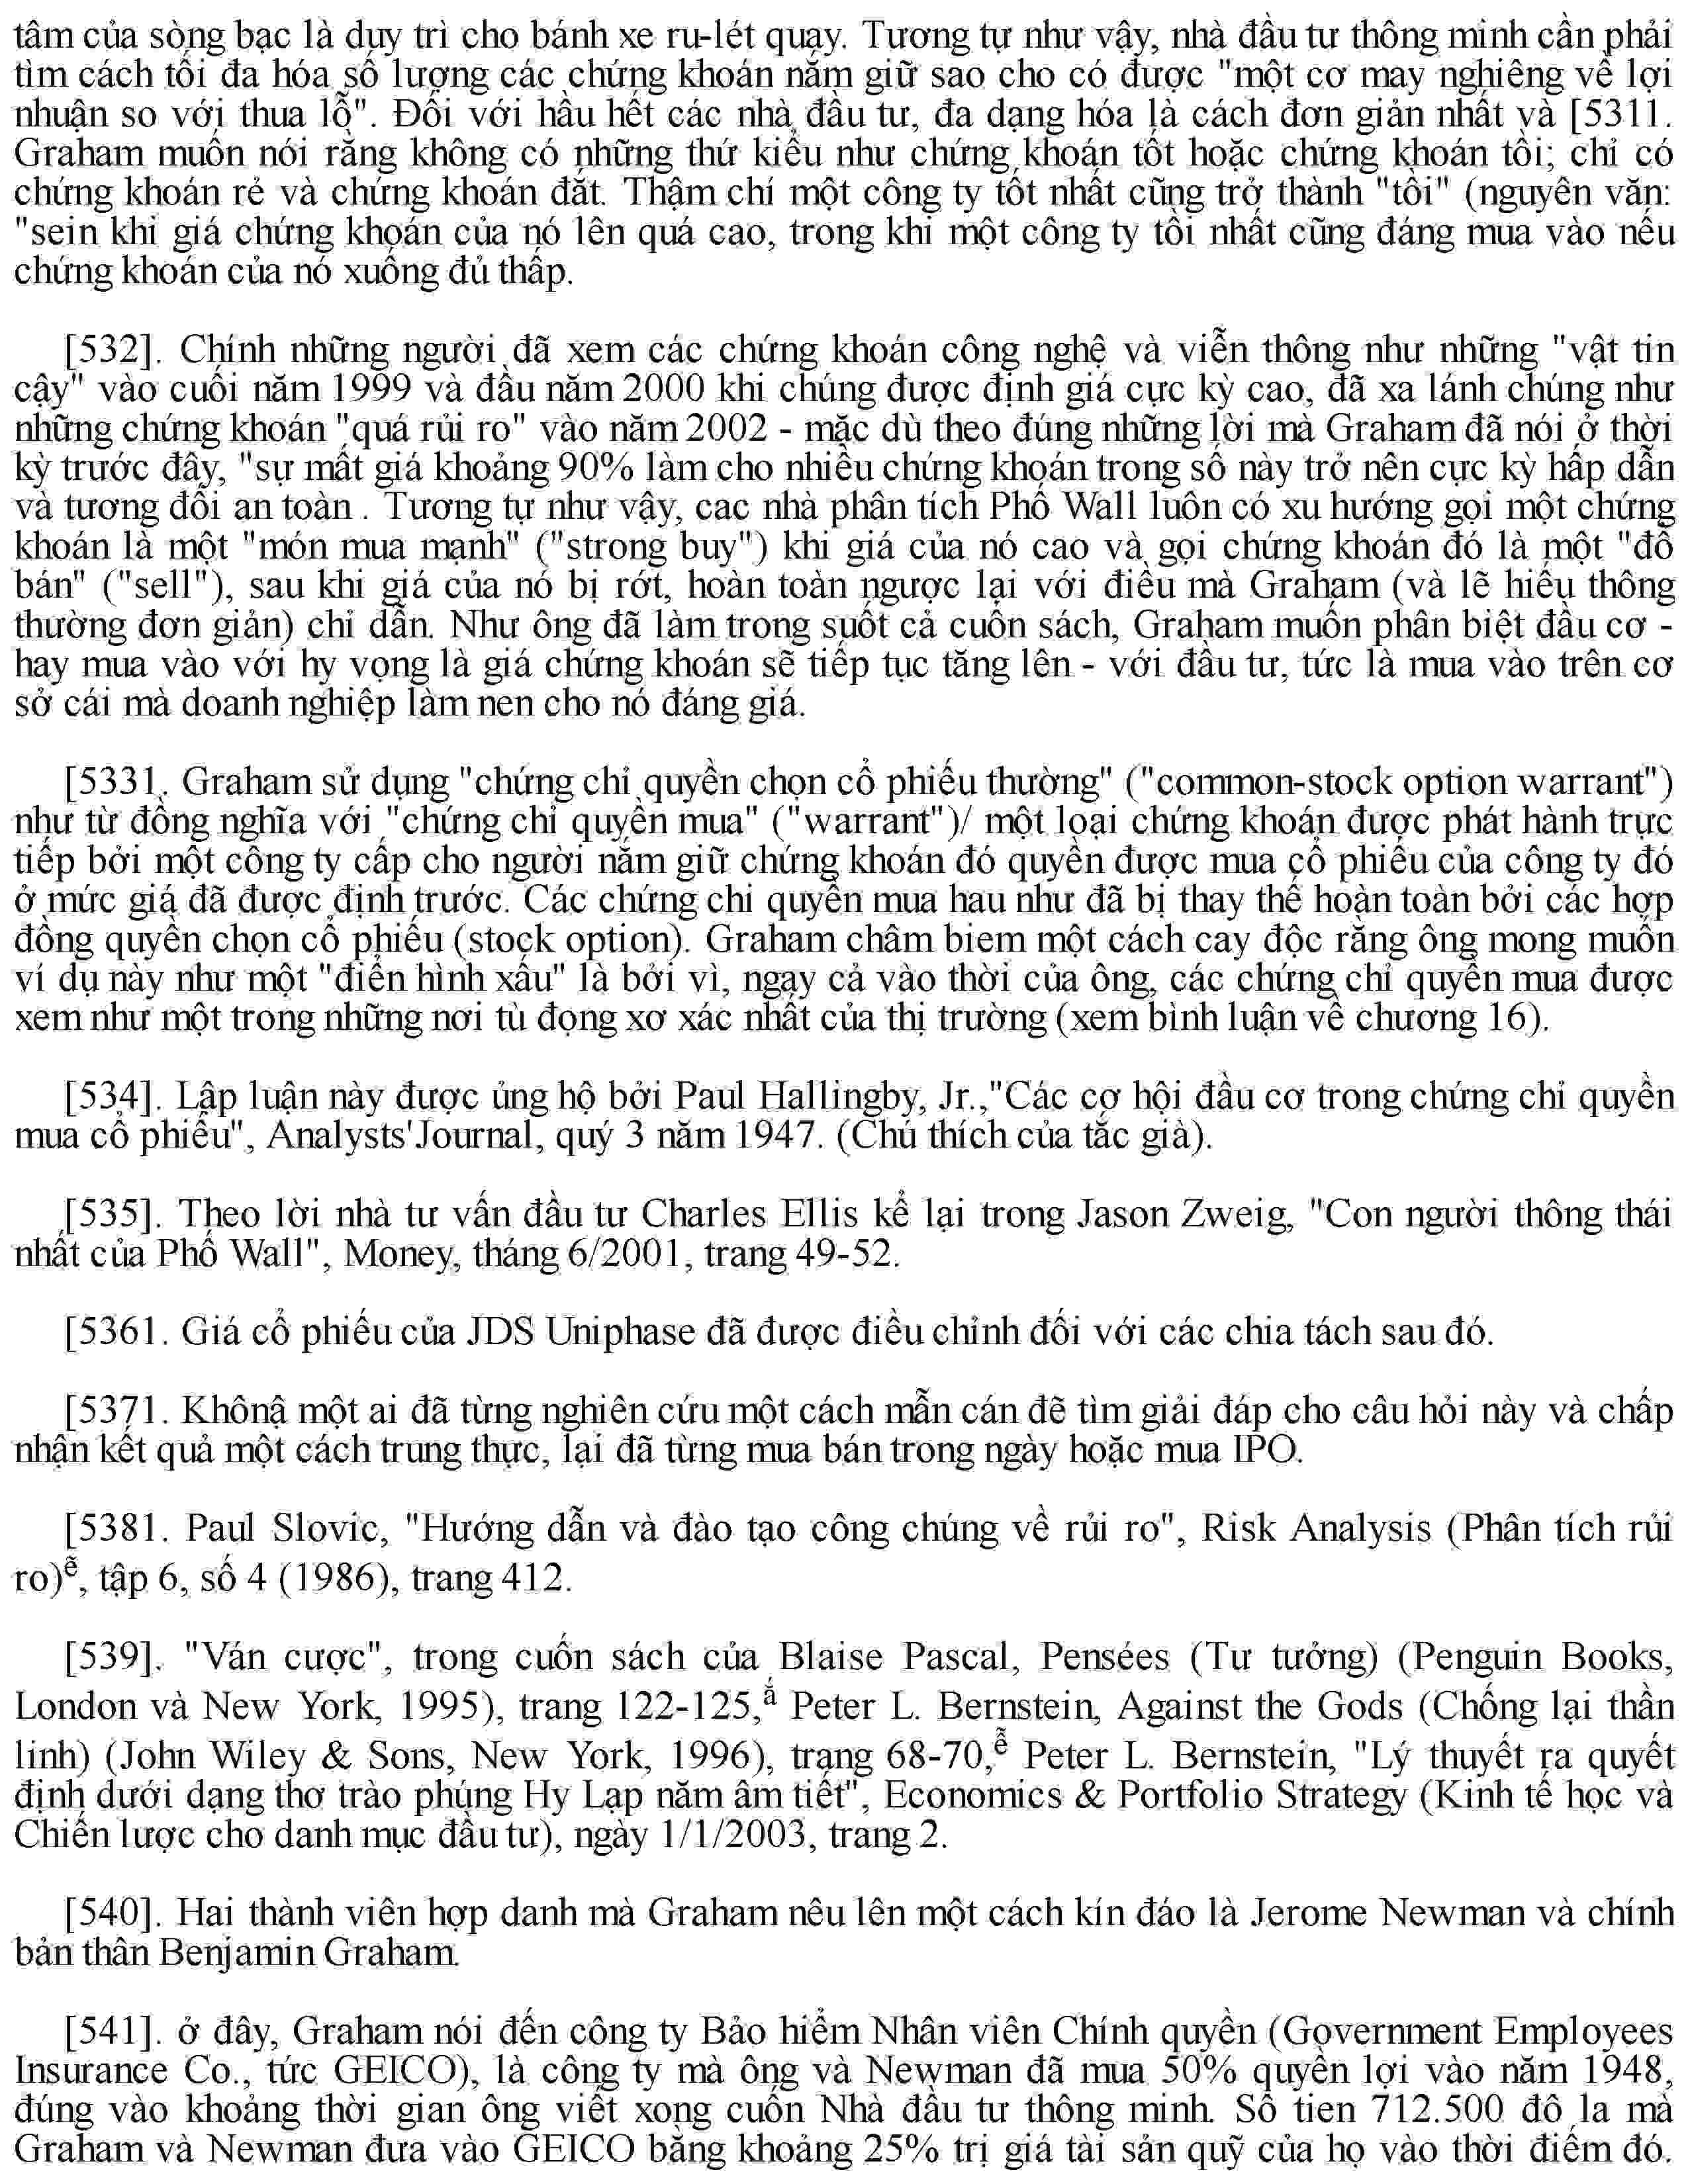 tâm của sòng bạc là duy trì cho bánh xe ru-lét quay. Tương tự như vậy, nhà đầu tư thông minh cần phải
tìm cách tối đa hóa số lượng các chứng khoán nắm giữ sao cho có được "một cơ may nghiêng về lợi
nhuận so với thua lỗ". Đối với hầu hết các nhà đầu tư, đa dạng hóa là cách đơn giản nhất và [5311.
Graham muốn nói rằng không có những thứ kiểu như chứng khoán tốt hoặc chứng khoán tồi; chỉ có
chứng khoán rẻ và chứng khoán đắt. Thậm chí một công ty tốt nhất cũng trở thành "tồi" (nguyên văn:
"sein khi giá chứng khoán của nó lên quá cao, trong khi một công ty tồi nhất cũng đáng mua vào nếu
chứng khoán của nó xuống đủ thấp.
[532]. Chính những người đã xem các chứng khoán công nghệ và viễn thông như những "vật tin
cậy" vào cuối năm 1999 và đầu năm 2000 khi chúng được định giá cực kỳ cao, đã xa lánh chúng như
những chứng khoán "quá rủi ro" vào năm 2002 - mặc dù theo đúng những lời mà Graham đã nói ở thời
kỳ trước đây, "sự mất giá khoảng 90% làm cho nhiều chứng khoán trong số này trở nên cực kỳ hấp dẫn
và tương đối an toàn . Tương tự như vậy, cac nhà phân tích Phố Wall luôn có xu hướng gọi một chứng
khoán là một "món mua mạnh" ("strong buy") khi giá của nó cao và gọi chứng khoán đó là một "đồ
bán" ("sell"), sau khi giá của nó bị rớt, hoàn toàn ngược lại với điều mà Graham (và lẽ hiểu thông
thường đơn giản) chỉ dẫn. Như ông đã làm trong suốt cả cuốn sách, Graham muốn phân biệt đầu cơ -
hay mua vào với hy vọng là giá chứng khoán sẽ tiếp tục tăng lên - với đầu tư, tức là mua vào trên cơ
sở cái mà doanh nghiệp làm nen cho nó đáng giá.
[5331. Graham sử dụng "chứng chỉ quyền chọn cổ phiếu thường" ("common-stock option warrant")
như từ đồng nghĩa với "chứng chỉ quyền mua" ("warrant")/ một loại chứng khoán được phát hành trực
tiếp bởi một công ty cấp cho người nắm giữ chứng khoán đó quyền được mua cổ phiếu của công ty đó
ở mức giá đã được định trước. Các chứng chi quyền mua hau như đã bị thay thế hoàn toàn bởi các hợp
đồng quyền chọn cổ phiếu (stock option). Graham châm biem một cách cay độc rằng ông mong muốn
ví dụ này như một "điển hình xấu" là bởi vì, ngay cả vào thời của ông, các chứng chỉ quyền mua được
xem như một trong những nơi tù đọng xơ xác nhất của thị trường (xem bình luận về chương 16).
[534]. Lập luận này được ủng hộ bởi Paul Hallingby, Jr.,"Các cơ hội đầu cơ trong chứng chỉ quyền
mua cổ phiếu", Analysts'Journal, quý 3 năm 1947. (Chú thích của tắc già).
[535]. Theo lời nhà tư vấn đầu tư Charles Ellis kể lại trong Jason Zweig, "Con người thông thái
nhất của Phố Wall", Money, tháng 6/2001, trang 49-52.
[5361. Giá cổ phiếu của JDS Uniphase đã được điều chỉnh đối với các chia tách sau đó.
[5371. Khônậ một ai đã từng nghiên cứu một cách mẫn cán đẽ tìm giải đáp cho câu hỏi này và chấp
nhận kết quả một cách trung thực, lại đã từng mua bán trong ngày hoặc mua IPO.
[5381. Paul Slovic, "Hướng dẫn và đào tạo công chúng về rủi ro", Risk Analysis (Phân tích rủi
ro)ễ, tập 6, số 4 (1986), trang 412.
[539]. "Ván cược", trong cuốn sách của Blaise Pascal, Pensées (Tư tưởng) (Penguin Books,
London và New York, 1995), trang 122-125,ắ Peter L. Bernstein, Against the Gods (Chống lại thần
linh) (John Wiley & Sons, New York, 1996), trang 68-70,ễ Peter L. Bernstein, "Lý thuyết ra quyết
định dưới dạng thơ trào phúng Hy Lạp năm âm tiết", Economics & Portfolio Strategy (Kinh tế học và
Chiến lược cho danh mục đầu tư), ngày 1/1/2003, trang 2.
[540]. Hai thành viên hợp danh mà Graham nêu lên một cách kín đáo là Jerome Newman và chính
bản thân Benjamin Graham.
[541]. ở đây, Graham nói đến công ty Bảo hiểm Nhân viên Chính quyền (Government Employees
Insurance Co., tức GEICO), là công ty mà ông và Newman đã mua 50% quyền lợi vào năm 1948,
đúng vào khoảng thời gian ông viết xong cuốn Nhà đầu tư thông minh. Số tien 712.500 đô la mà
Graham và Newman đưa vào GEICO bằng khoảng 25% trị giá tài sản quỹ của họ vào thời điểm đó.